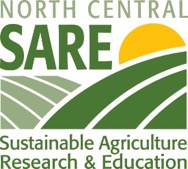 NORTH CENTRAL
SARE
Sustainable Agriculture
Research & Education